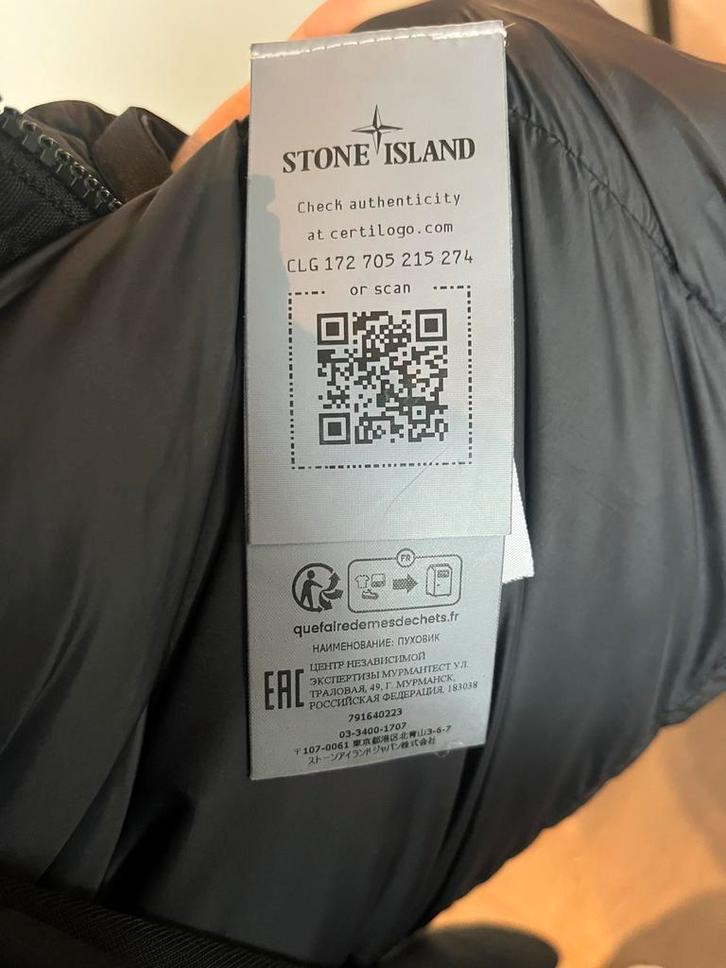 STONE ISLAND
Check authenticity
at certilogo.com
CLG 172 705 215 274
or scan
FR
quefairedemesdechets.fr
НАИМЕНОВАНИЕ: ПУХОВИК
EAC
ЦЕНТР НЕЗАВИСИМОЙ
ЭКСПЕРТИЗЫ МУРМАНТЕСТ УЛ.
ТРАЛОВАЯ, 49, Г. МУРМАНСК,
РОССИЙСКАЯ ФЕДЕРАЦИЯ, 183038
791640223
03-3400-1707
〒107-0061 東京都港区北青山3-6-7
ストーンアイランドジャパン株式会社